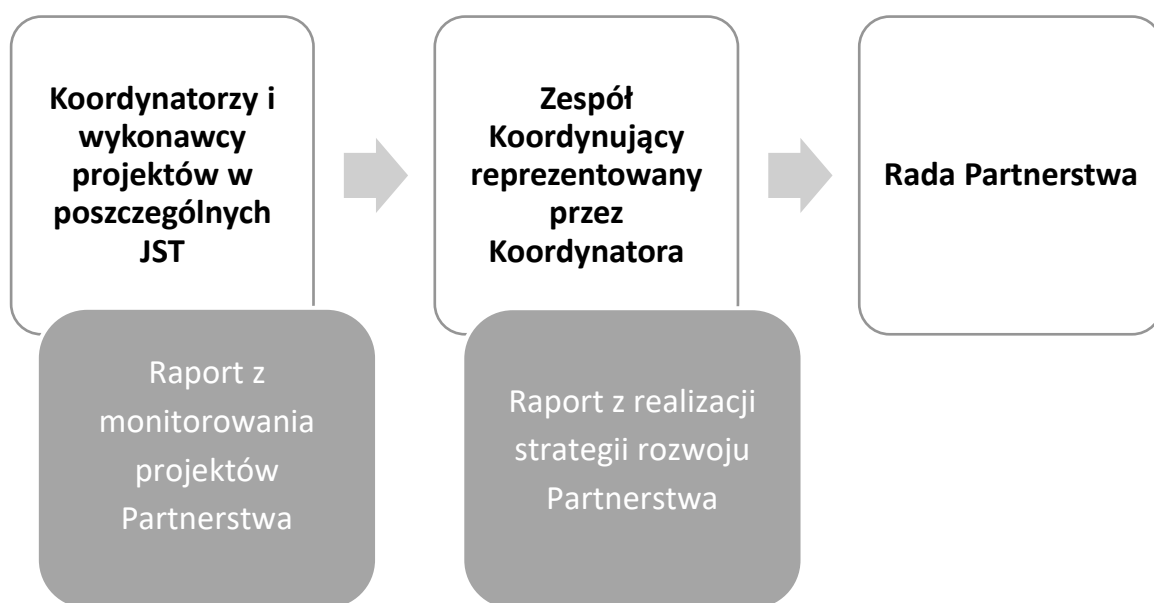 Koordynatorzy i
wykonawcy
projektów w
poszczególnych
JST
Raport z
monitorowania
projektów
Partnerstwa
Zespół
Koordynujący
reprezentowany
przez
Koordynatora
Raport z realizacji
strategii rozwoju
Partnerstwa
Rada Partnerstwa